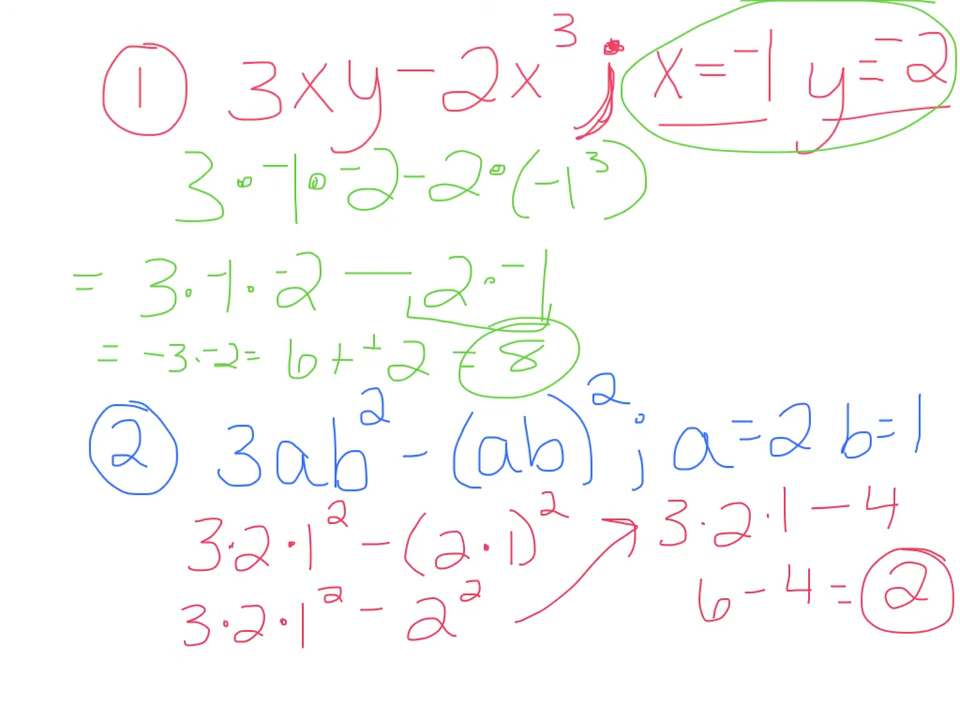 ① 3xy - 2x³ ; x = ⁻1 y = ⁻2
3 · ⁻1 · ⁻2 - 2 · (-1³)
= 3 · ⁻1 · ⁻2 — 2 · ⁻1
= -3 · ⁻2 = 6 + ⁺2 = 8
② 3ab² - (ab)² ; a = 2 b = 1
3 · 2 · 1² - (2 · 1)² → 3 · 2 · 1 - 4
3 · 2 · 1² - 2² 6 - 4 = 2